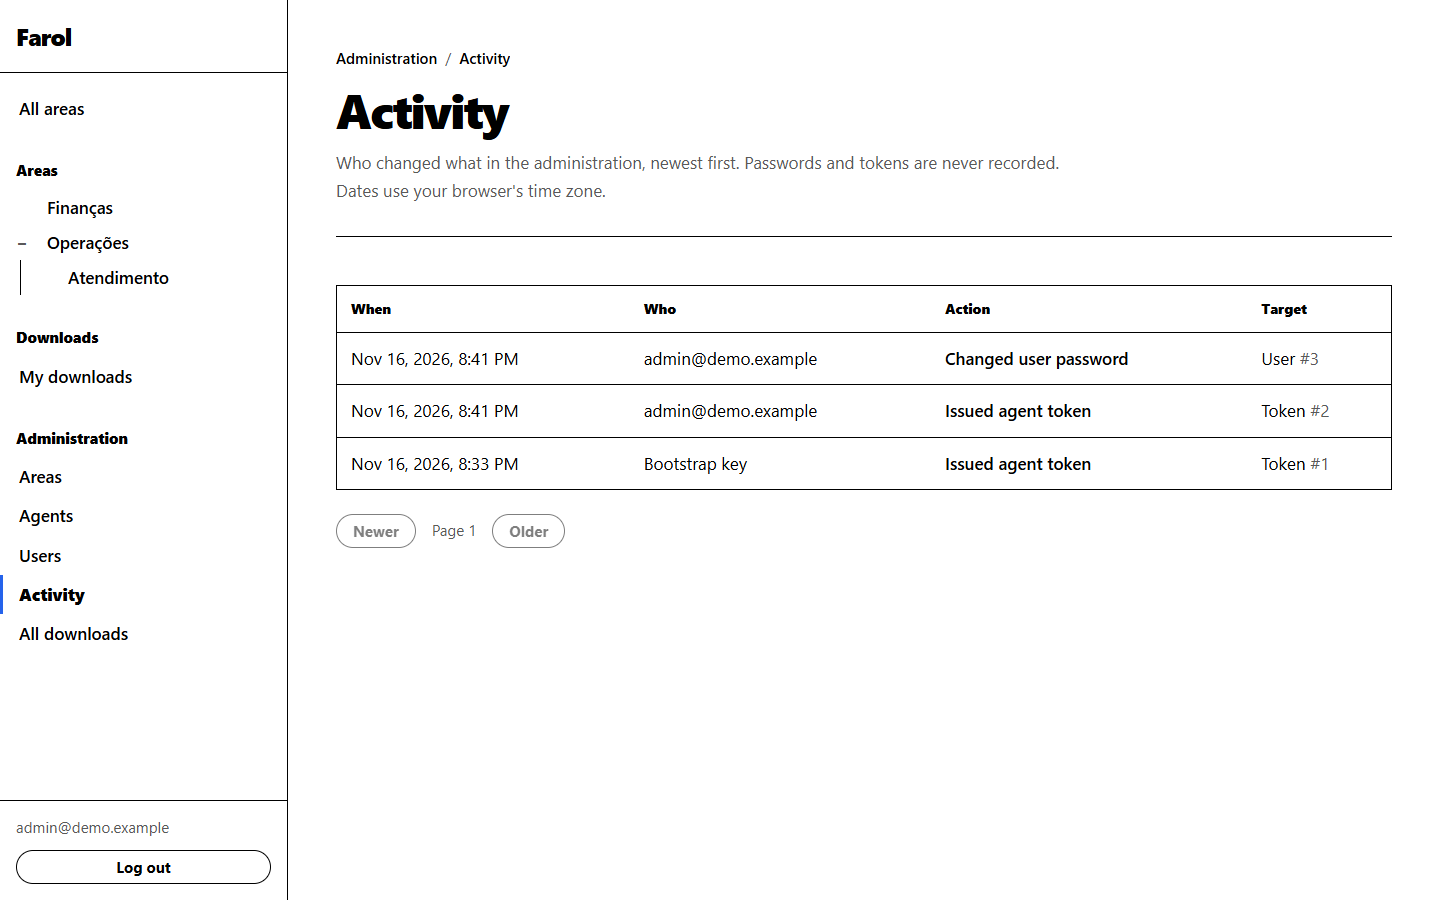 Farol
All areas
Areas
Finanças
– Operações
Atendimento
Downloads
My downloads
Administration
Areas
Agents
Users
Activity
All downloads
admin@demo.example
Log out
Administration / Activity
Activity
Who changed what in the administration, newest first. Passwords and tokens are never recorded.
Dates use your browser's time zone.
When Who Action Target
Nov 16, 2026, 8:41 PM admin@demo.example Changed user password User #3
Nov 16, 2026, 8:41 PM admin@demo.example Issued agent token Token #2
Nov 16, 2026, 8:33 PM Bootstrap key Issued agent token Token #1
Newer Page 1 Older